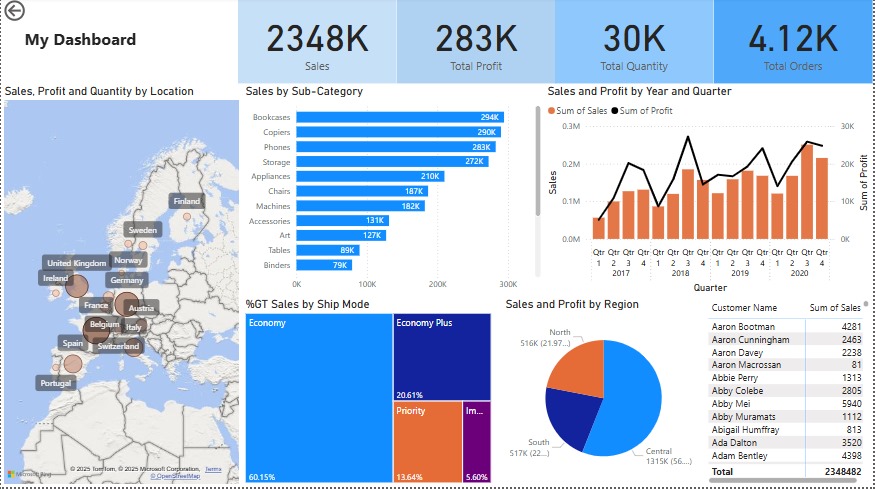 My Dashboard
2348K
Sales
283K
Total Profit
30K
Total Quantity
4.12K
Total Orders
Sales, Profit and Quantity by Location
Finland
Sweden
United Kingdom
Norway
Ireland
Germany
France
Austria
Belgium
Italy
Spain
Switzerland
Portugal
Microsoft Bing
© 2025 TomTom, © 2025 Microsoft Corporation, Terms
© OpenStreetMap
Sales by Sub-Category
Bookcases 294K
Copiers 290K
Phones 283K
Storage 272K
Appliances 210K
Chairs 187K
Machines 182K
Accessories 131K
Art 127K
Tables 89K
Binders 79K
0K 100K 200K 300K
Sales and Profit by Year and Quarter
Sum of Sales Sum of Profit
0.3M 30K
0.2M 20K
0.1M 10K
0.0M 0K
Sales
Sum of Profit
Qtr Qtr Qtr Qtr Qtr Qtr Qtr Qtr Qtr Qtr Qtr Qtr Qtr Qtr Qtr Qtr
1 2 3 4 1 2 3 4 1 2 3 4 1 2 3 4
2017 2018 2019 2020
Quarter
%GT Sales by Ship Mode
Economy
60.15%
Economy Plus
20.61%
Priority
13.64%
Im...
5.60%
Sales and Profit by Region
North
516K (21.97...)
South
517K (22...)
Central
1315K (56....)
Customer Name Sum of Sales
Aaron Bootman 4281
Aaron Cunningham 2463
Aaron Davey 2238
Aaron Macrossan 81
Abbie Perry 1313
Abby Colebe 2805
Abby Mei 5940
Abby Muramats 1112
Abigail Humffray 813
Ada Dalton 3520
Adam Bentley 4398
Total 2348482